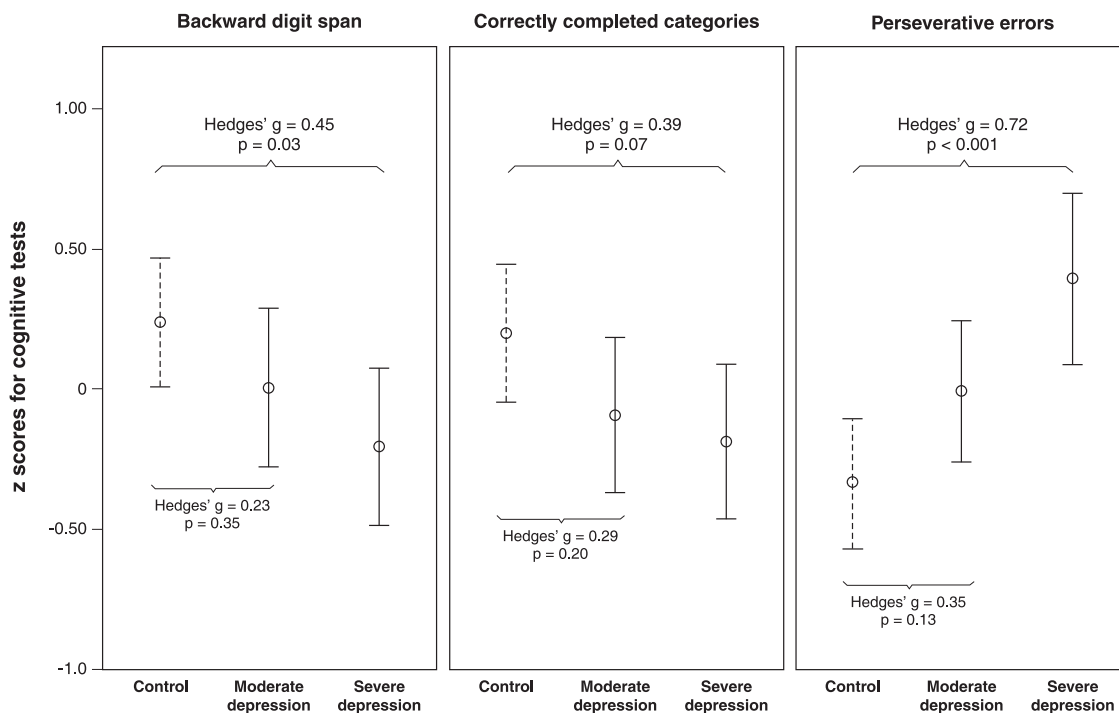 Backward digit span
Correctly completed categories
Perseverative errors
z scores for cognitive tests
1.00
0.50
0
-0.50
-1.0
Hedges' g = 0.45
p = 0.03
Hedges' g = 0.23
p = 0.35
Control
Moderate
depression
Severe
depression
Hedges' g = 0.39
p = 0.07
Hedges' g = 0.29
p = 0.20
Control
Moderate
depression
Severe
depression
Hedges' g = 0.72
p < 0.001
Hedges' g = 0.35
p = 0.13
Control
Moderate
depression
Severe
depression